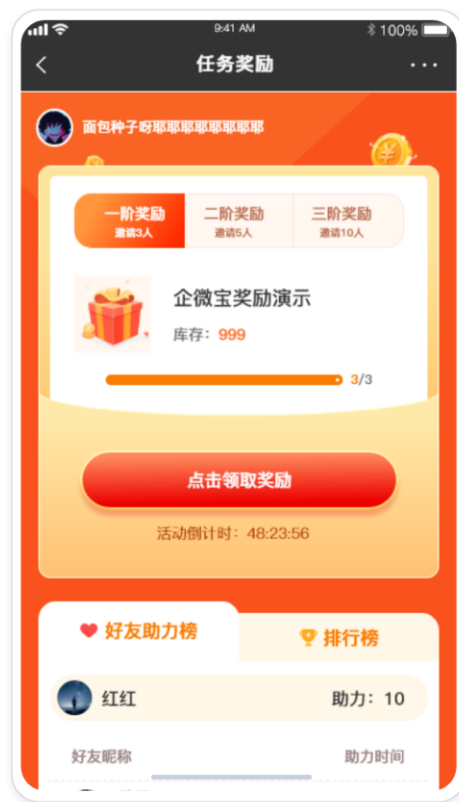 9:41 AM
100%
任务奖励
面包种子呀耶耶耶耶耶耶耶耶
一阶奖励
邀请3人
二阶奖励
邀请5人
三阶奖励
邀请10人
企微宝奖励演示
库存：999
3/3
点击领取奖励
活动倒计时：48:23:56
好友助力榜
排行榜
红红
助力：10
好友昵称
助力时间